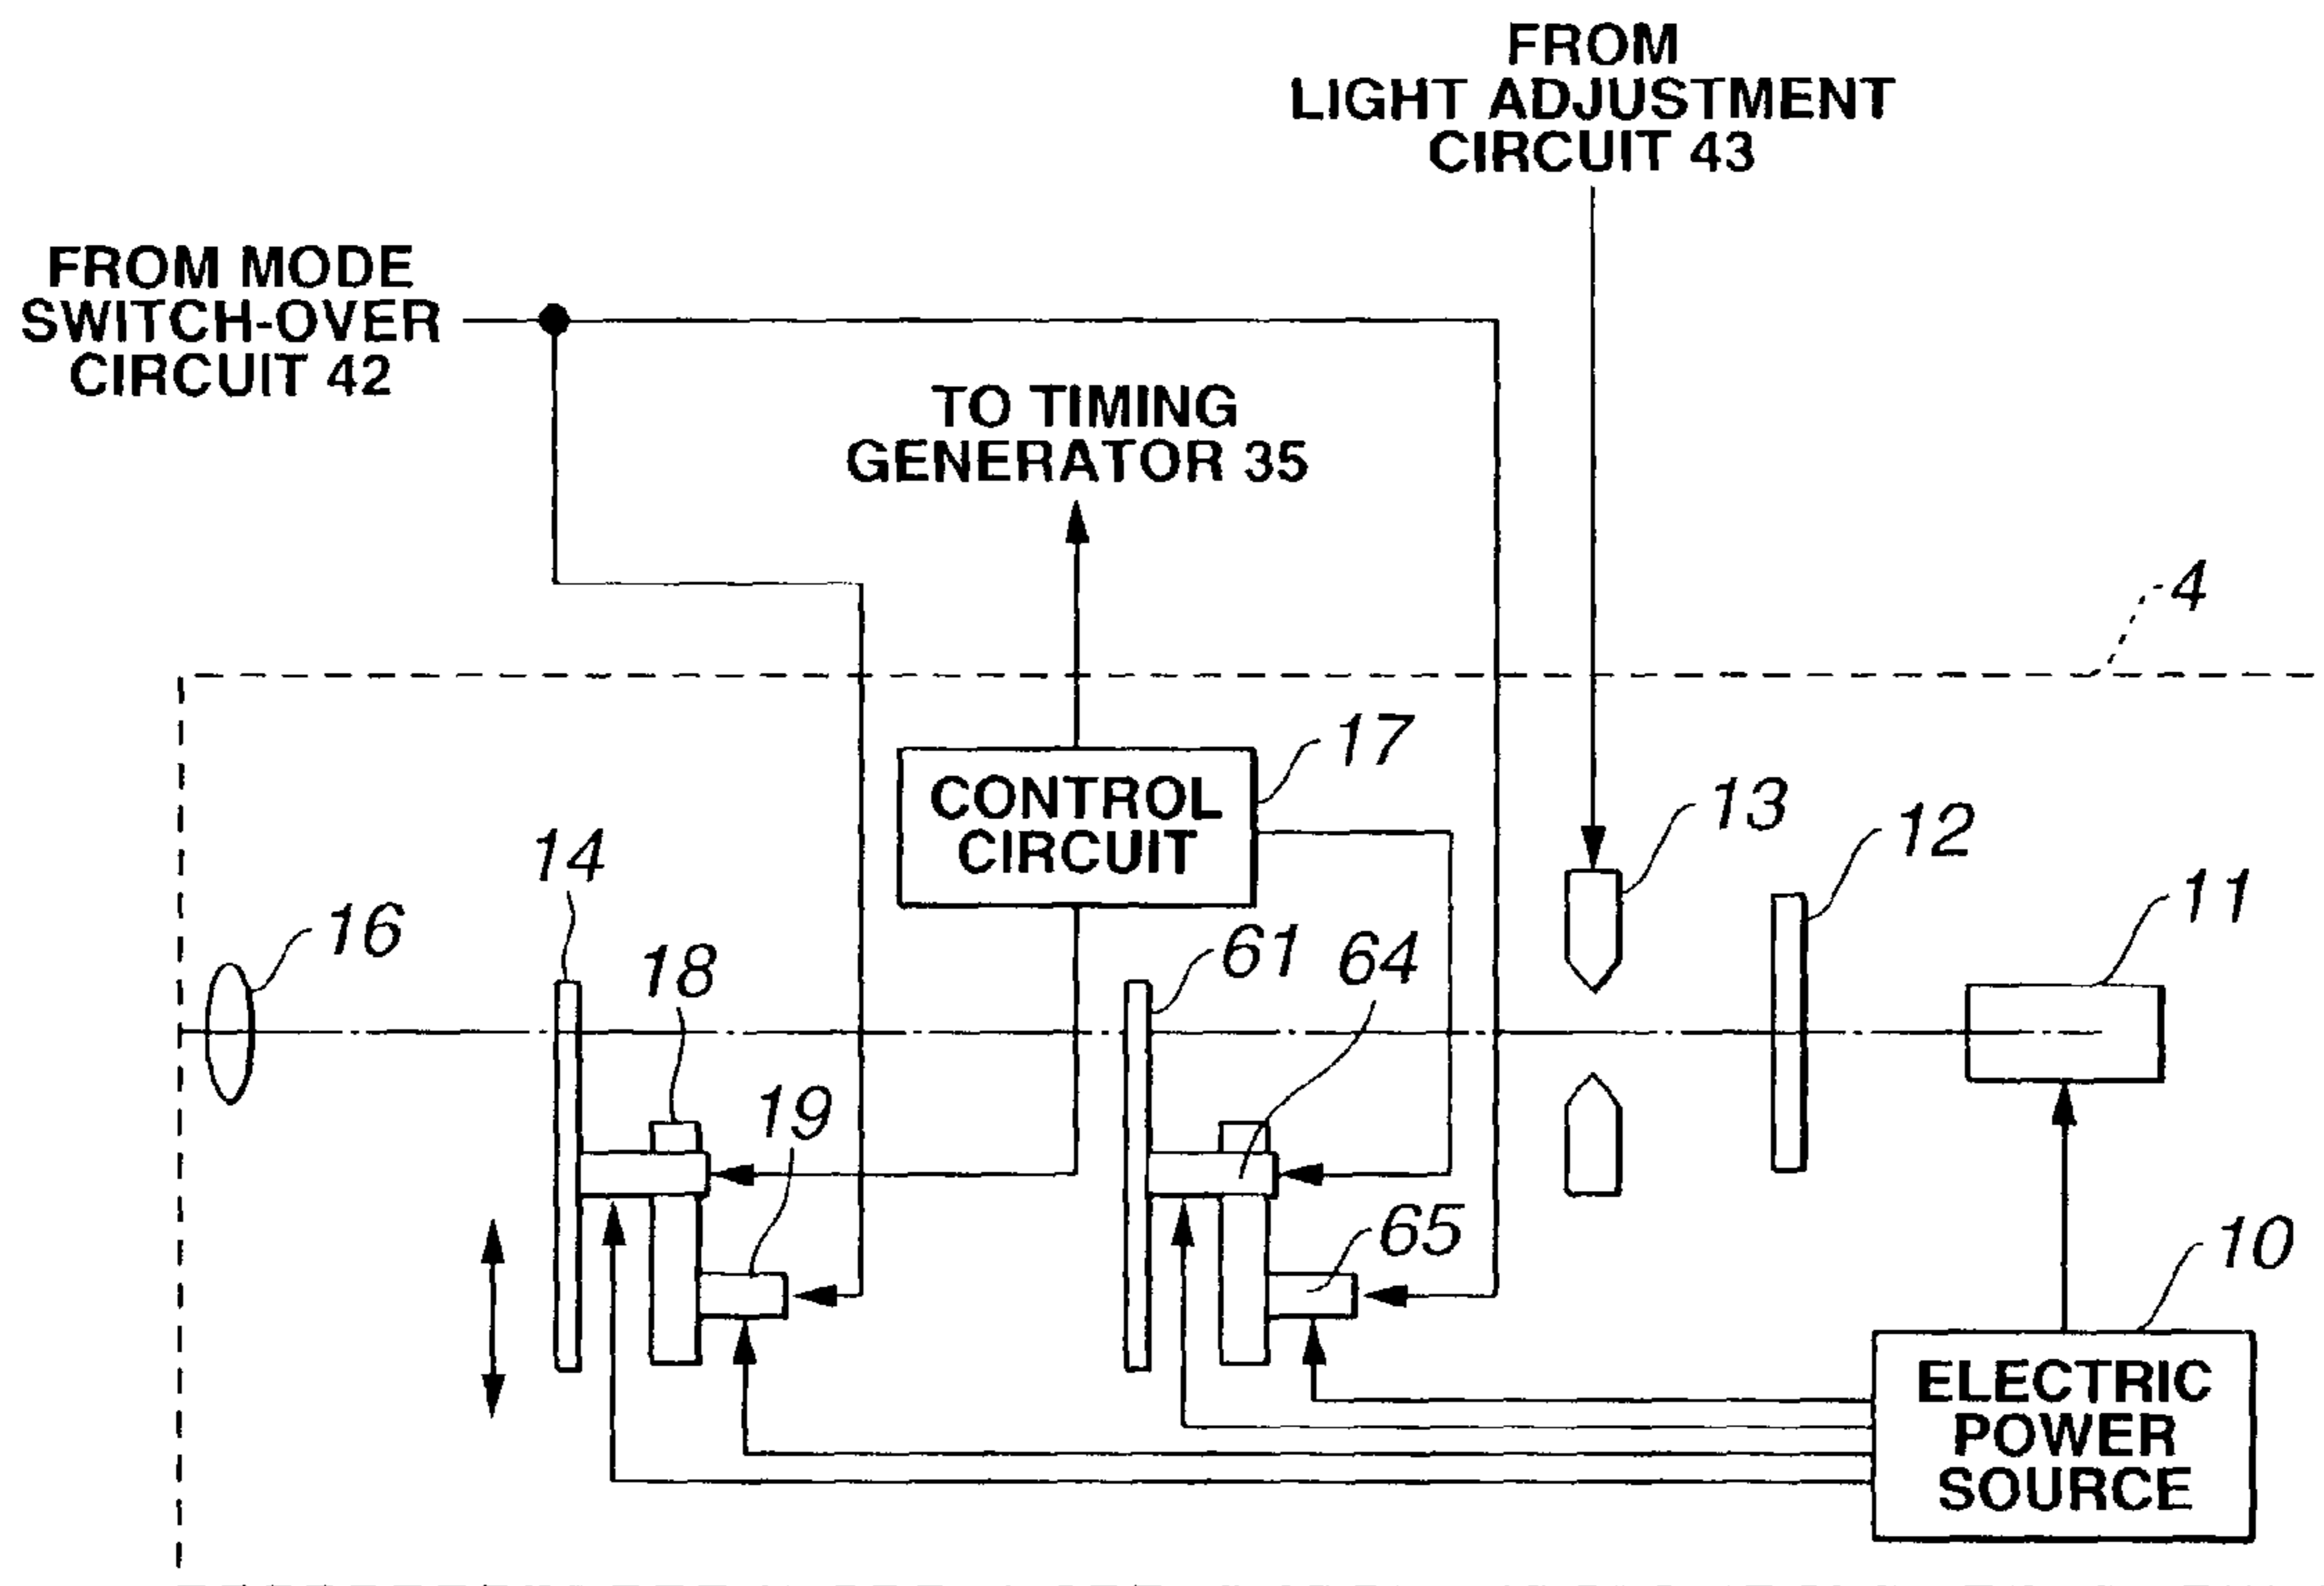 FROM
LIGHT ADJUSTMENT
CIRCUIT 43
FROM MODE
SWITCH-OVER
CIRCUIT 42
TO TIMING
GENERATOR 35
4
17
CONTROL
CIRCUIT
13
12
11
14
16
18
61
64
19
65
10
ELECTRIC
POWER
SOURCE